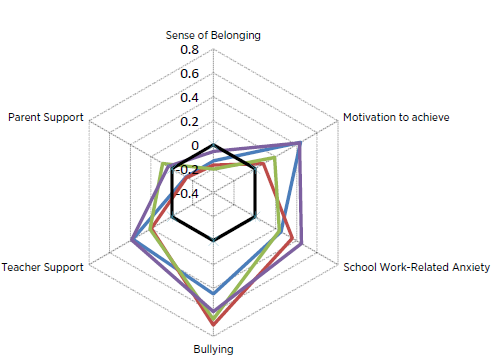 Sense of Belonging
0.8
0.6
0.4
0.2
0
-0.2
-0.4
Parent Support
Motivation to achieve
Teacher Support
School Work-Related Anxiety
Bullying